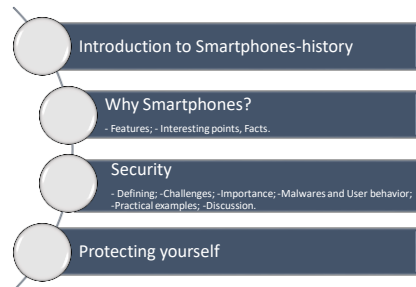 Introduction to Smartphones-history
Why Smartphones?
- Features; - Interesting points, Facts.
Security
- Defining; -Challenges; -Importance; -Malwares and User behavior;
-Practical examples; -Discussion.
Protecting yourself